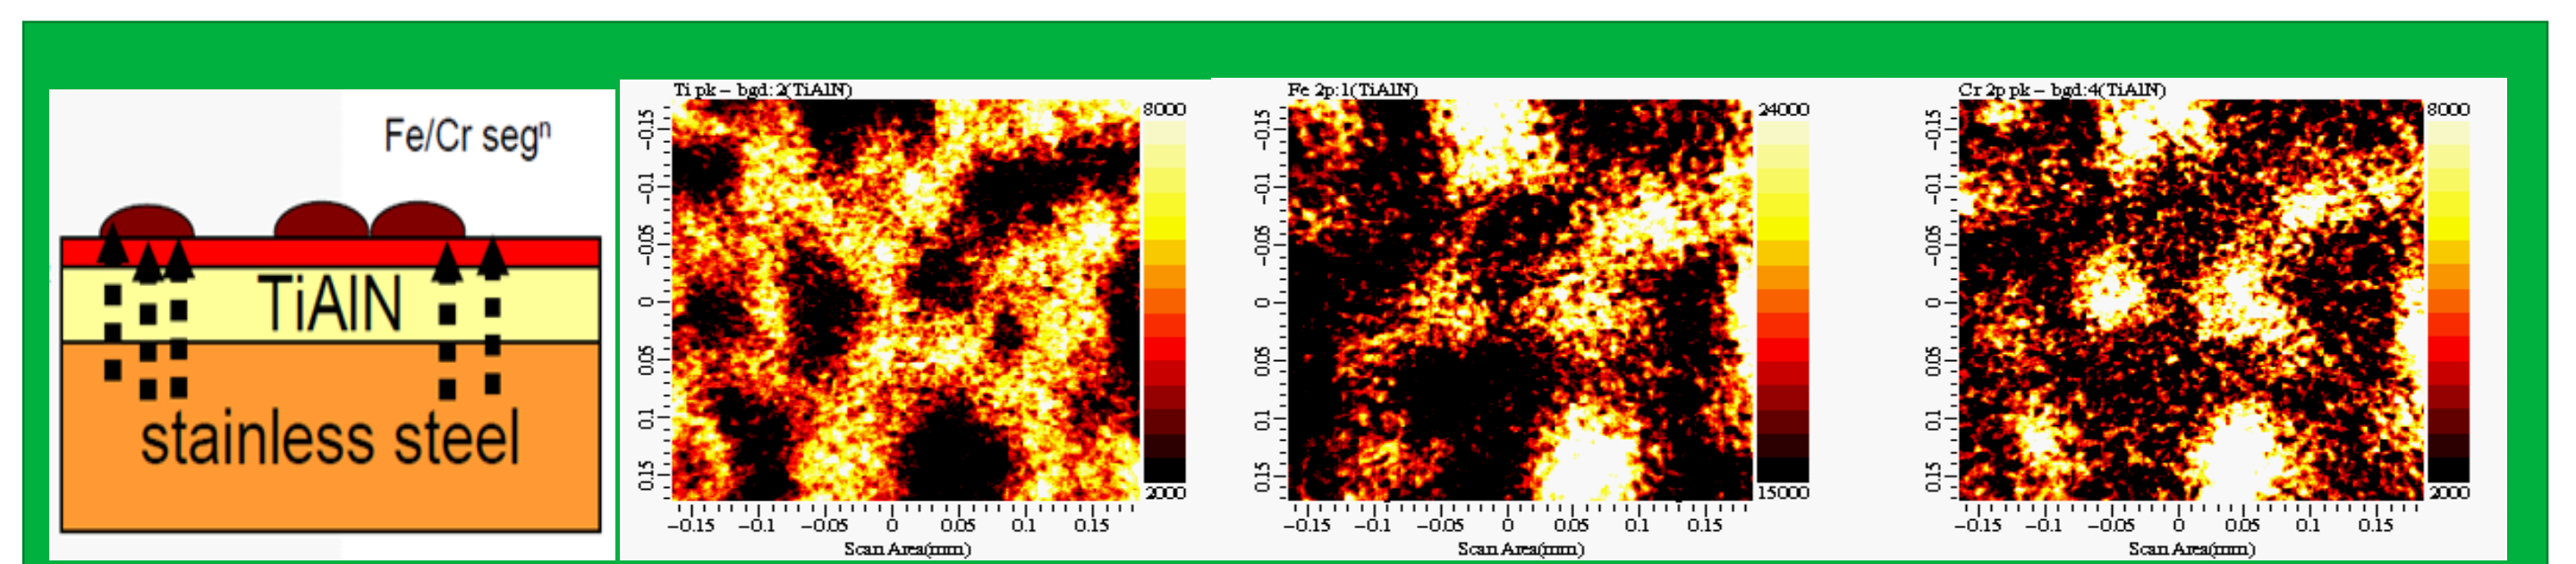 Fe/Cr segⁿ
TiAlN
stainless steel
Ti pk – bgd:2(TiAlN)
8000
2000
−0.15
−0.1
−0.05
0
0.05
0.1
0.15
−0.15 −0.1 −0.05 0 0.05 0.1 0.15
Scan Area(mm)
Fe 2p:1(TiAlN)
24000
15000
−0.15
−0.1
−0.05
0
0.05
0.1
0.15
−0.15 −0.1 −0.05 0 0.05 0.1 0.15
Scan Area(mm)
Cr 2p pk – bgd:4(TiAlN)
8000
2000
−0.15
−0.1
−0.05
0
0.05
0.1
0.15
−0.15 −0.1 −0.05 0 0.05 0.1 0.15
Scan Area(mm)